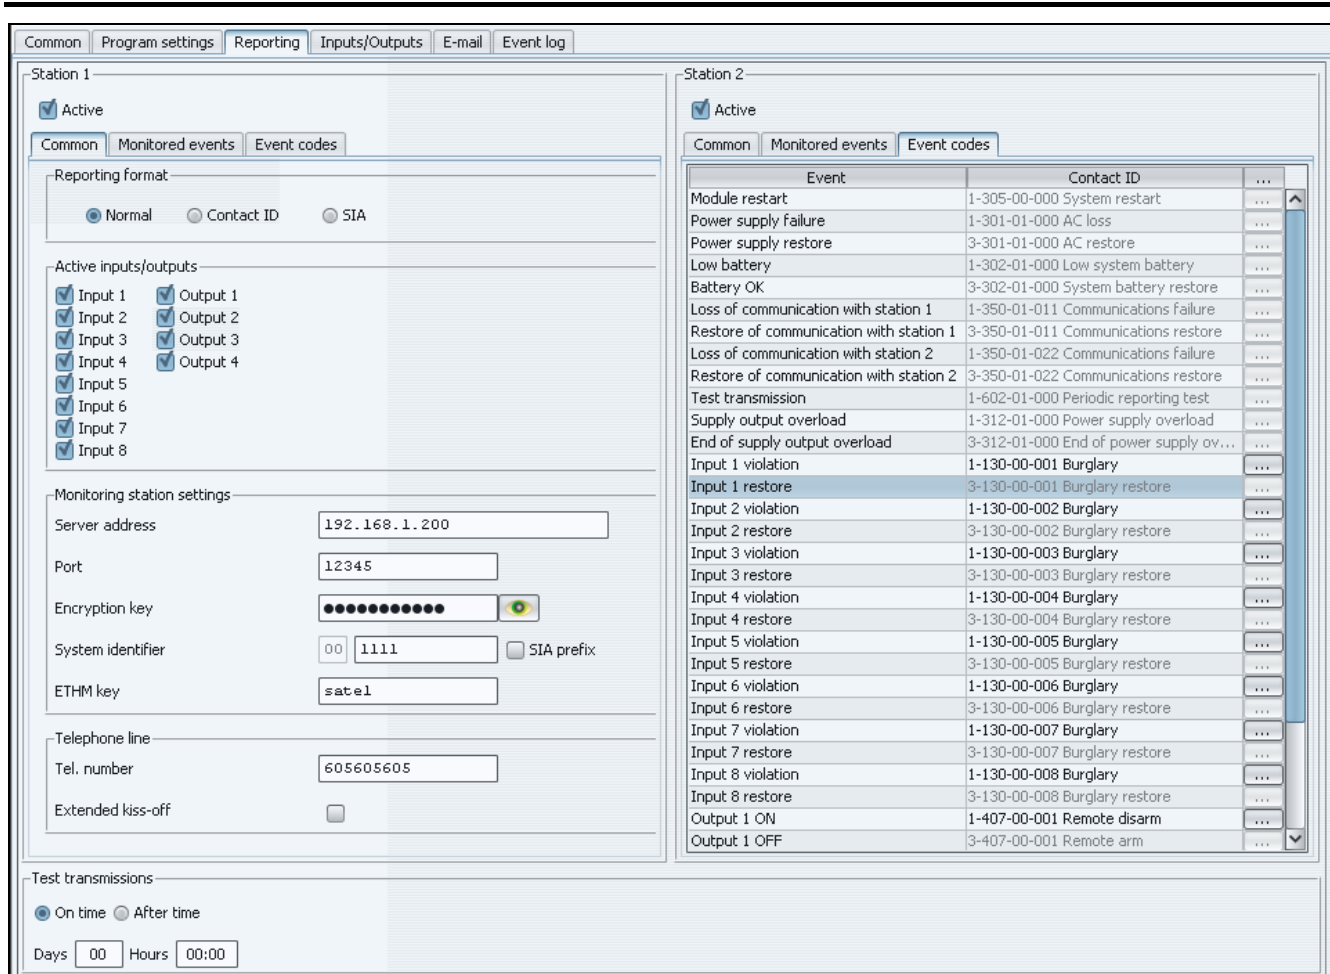 Common Program settings Reporting Inputs/Outputs E-mail Event log
Station 1
Active
Common Monitored events Event codes
Reporting format
Normal Contact ID SIA
Active inputs/outputs
Input 1 Output 1
Input 2 Output 2
Input 3 Output 3
Input 4 Output 4
Input 5
Input 6
Input 7
Input 8
Monitoring station settings
Server address 192.168.1.200
Port 12345
Encryption key ●●●●●●●●●●●
System identifier 00 1111 SIA prefix
ETHM key satel
Telephone line
Tel. number 605605605
Extended kiss-off
Station 2
Active
Common Monitored events Event codes
Event Contact ID ...
Module restart 1-305-00-000 System restart ...
Power supply failure 1-301-01-000 AC loss ...
Power supply restore 3-301-01-000 AC restore ...
Low battery 1-302-01-000 Low system battery ...
Battery OK 3-302-01-000 System battery restore ...
Loss of communication with station 1 1-350-01-011 Communications failure ...
Restore of communication with station 1 3-350-01-011 Communications restore ...
Loss of communication with station 2 1-350-01-022 Communications failure ...
Restore of communication with station 2 3-350-01-022 Communications restore ...
Test transmission 1-602-01-000 Periodic reporting test ...
Supply output overload 1-312-01-000 Power supply overload ...
End of supply output overload 3-312-01-000 End of power supply ov... ...
Input 1 violation 1-130-00-001 Burglary ...
Input 1 restore 3-130-00-001 Burglary restore ...
Input 2 violation 1-130-00-002 Burglary ...
Input 2 restore 3-130-00-002 Burglary restore ...
Input 3 violation 1-130-00-003 Burglary ...
Input 3 restore 3-130-00-003 Burglary restore ...
Input 4 violation 1-130-00-004 Burglary ...
Input 4 restore 3-130-00-004 Burglary restore ...
Input 5 violation 1-130-00-005 Burglary ...
Input 5 restore 3-130-00-005 Burglary restore ...
Input 6 violation 1-130-00-006 Burglary ...
Input 6 restore 3-130-00-006 Burglary restore ...
Input 7 violation 1-130-00-007 Burglary ...
Input 7 restore 3-130-00-007 Burglary restore ...
Input 8 violation 1-130-00-008 Burglary ...
Input 8 restore 3-130-00-008 Burglary restore ...
Output 1 ON 1-407-00-001 Remote disarm ...
Output 1 OFF 3-407-00-001 Remote arm ...
Test transmissions
On time After time
Days 00 Hours 00:00